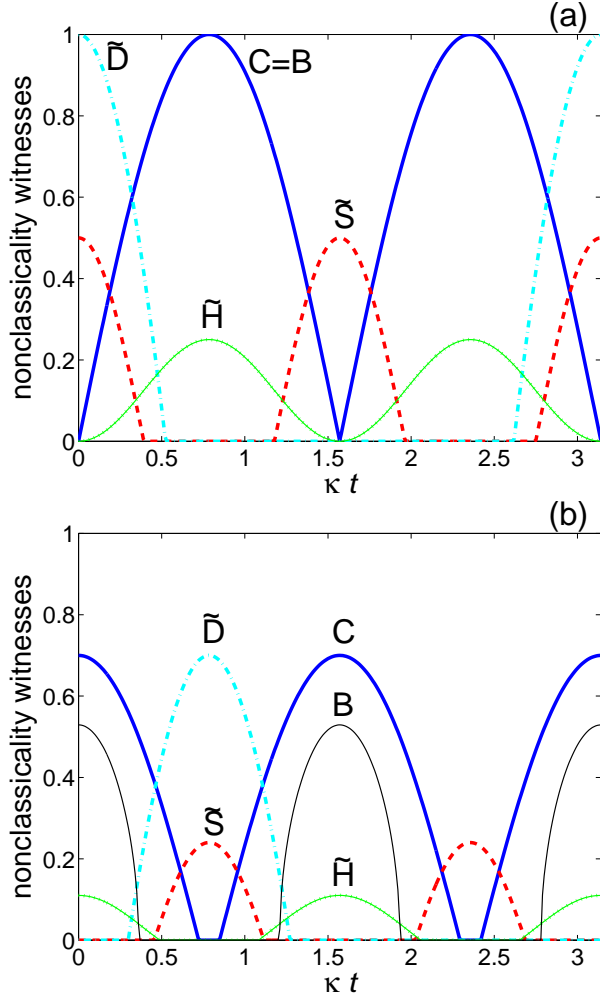 (a)
1
0.8
0.6
0.4
0.2
0
nonclassicality witnesses
D̃
C=B
S̃
H̃
0 0.5 1 1.5 2 2.5 3
κ t
(b)
1
0.8
0.6
0.4
0.2
0
nonclassicality witnesses
D̃
C
B
S̃
H̃
0 0.5 1 1.5 2 2.5 3
κ t